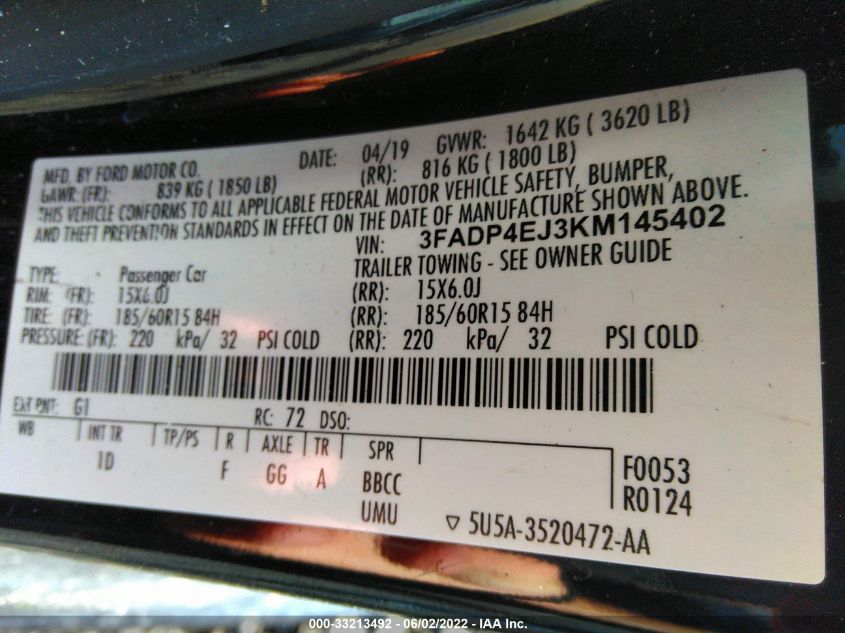 MFD. BY FORD MOTOR CO. DATE: 04/19 GVWR: 1642 KG ( 3620 LB)
GAWR: (FR): 839 KG ( 1850 LB) (RR): 816 KG ( 1800 LB)
THIS VEHICLE CONFORMS TO ALL APPLICABLE FEDERAL MOTOR VEHICLE SAFETY, BUMPER,
AND THEFT PREVENTION STANDARDS IN EFFECT ON THE DATE OF MANUFACTURE SHOWN ABOVE.
VIN: 3FADP4EJ3KM145402
TYPE: Passenger Car TRAILER TOWING - SEE OWNER GUIDE
RIM: (FR): 15X6.0J (RR): 15X6.0J
TIRE: (FR): 185/60R15 84H (RR): 185/60R15 84H
PRESSURE: (FR): 220 kPa/ 32 PSI COLD (RR): 220 kPa/ 32 PSI COLD
EXT PNT: G1 RC: 72 DSO:
WB INT TR TP/PS R AXLE TR SPR
1D F GG A BBCC
UMU
F0053
R0124
▽ 5U5A-3520472-AA
000-33213492 - 06/02/2022 - IAA Inc.